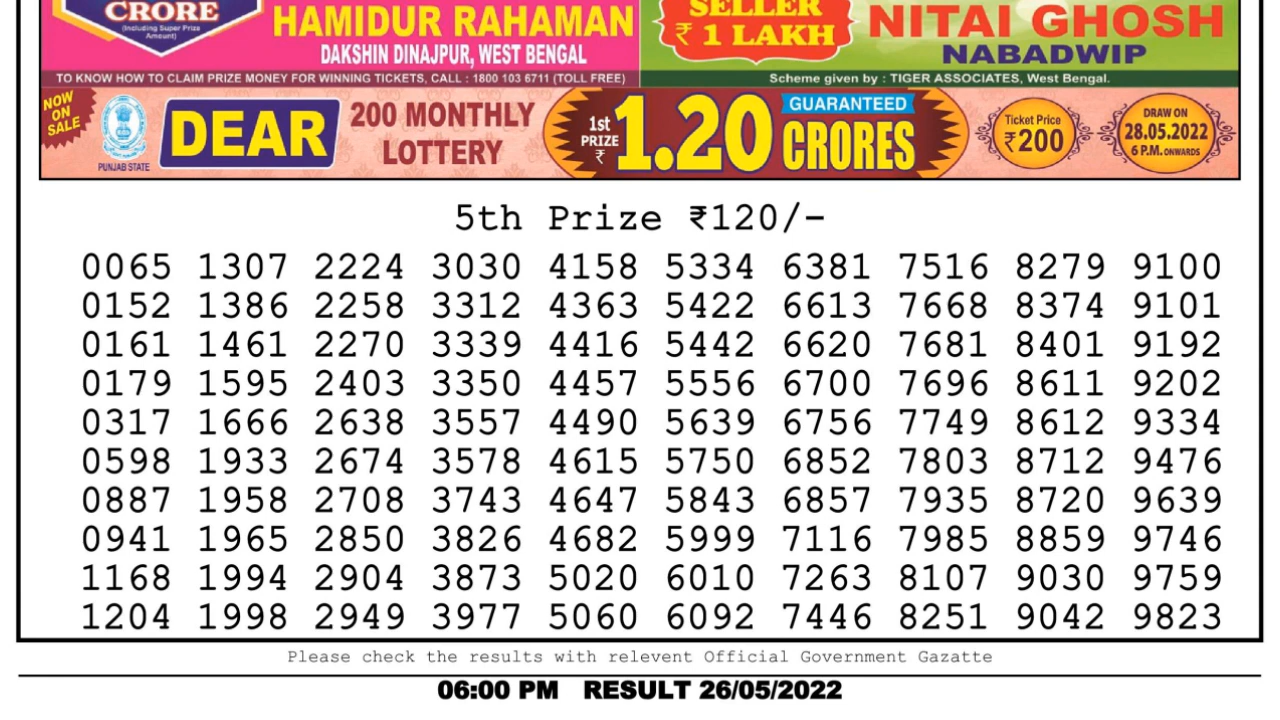 CRORE
(Including Super Prize
Amount)
HAMIDUR RAHAMAN
DAKSHIN DINAJPUR, WEST BENGAL
SELLER
₹ 1 LAKH
NITAI GHOSH
NABADWIP
TO KNOW HOW TO CLAIM PRIZE MONEY FOR WINNING TICKETS, CALL : 1800 103 6711 (TOLL FREE)
Scheme given by : TIGER ASSOCIATES, West Bengal.
NOW
ON
SALE
PUNJAB STATE
DEAR
200 MONTHLY
LOTTERY
1st
PRIZE
₹
1.20
GUARANTEED
CRORES
Ticket Price
₹200
DRAW ON
28.05.2022
6 P.M. ONWARDS
5th Prize ₹120/-
0065 1307 2224 3030 4158 5334 6381 7516 8279 9100
0152 1386 2258 3312 4363 5422 6613 7668 8374 9101
0161 1461 2270 3339 4416 5442 6620 7681 8401 9192
0179 1595 2403 3350 4457 5556 6700 7696 8611 9202
0317 1666 2638 3557 4490 5639 6756 7749 8612 9334
0598 1933 2674 3578 4615 5750 6852 7803 8712 9476
0887 1958 2708 3743 4647 5843 6857 7935 8720 9639
0941 1965 2850 3826 4682 5999 7116 7985 8859 9746
1168 1994 2904 3873 5020 6010 7263 8107 9030 9759
1204 1998 2949 3977 5060 6092 7446 8251 9042 9823
Please check the results with relevent Official Government Gazatte
06:00 PM RESULT 26/05/2022